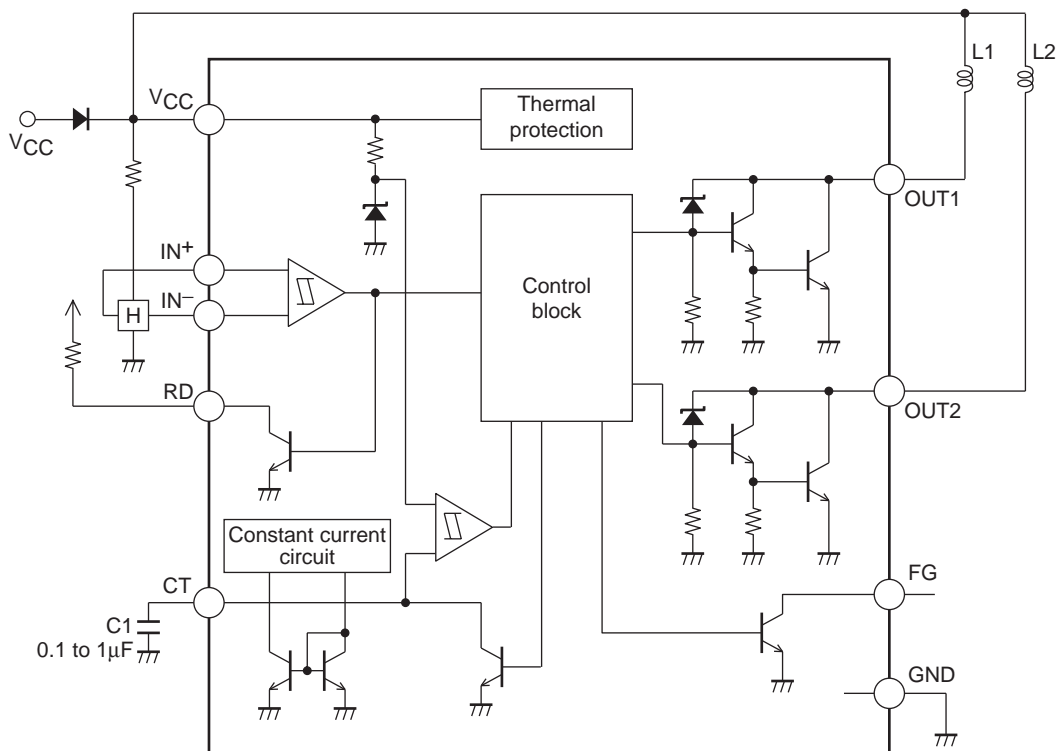 L1
L2
VCC
Thermal
protection
VCC
OUT1
IN+
Control
block
IN−
H
RD
OUT2
Constant current
circuit
CT
FG
C1
0.1 to 1μF
GND